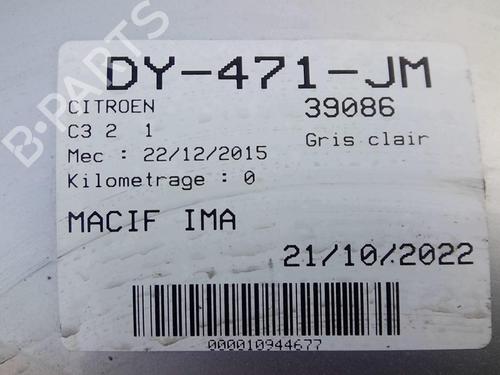 DY-471-JM
CITROEN 39086
C3 2 1 Gris clair
Mec : 22/12/2015
Kilometrage : 0
MACIF IMA
21/10/2022
000010944677
B-PARTS